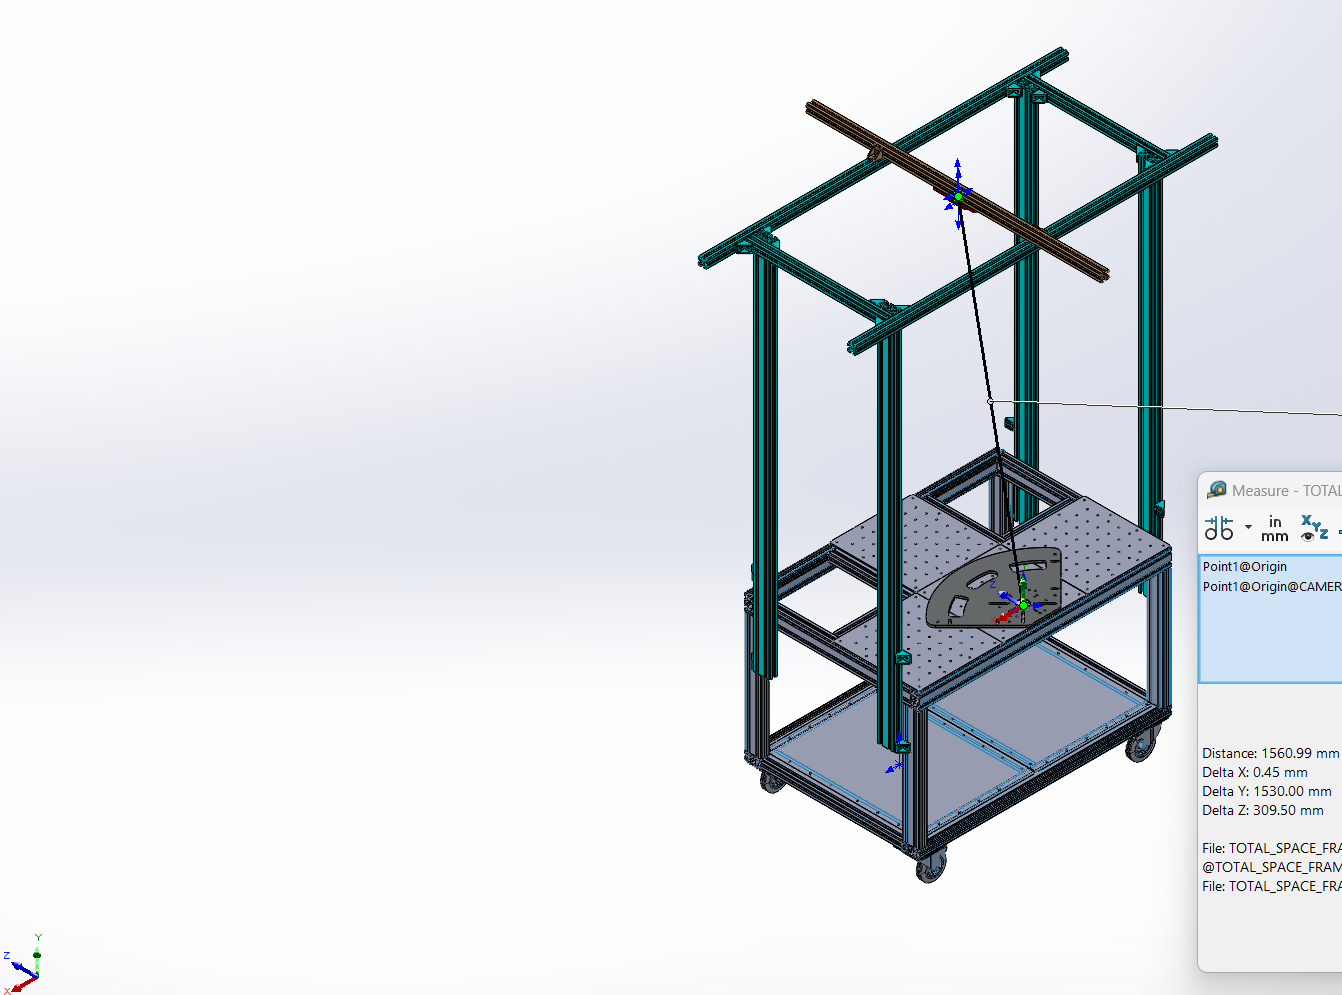 Measure - TOTAL
in
mm
XYZ
Point1@Origin
Point1@Origin@CAMER
Z
Distance: 1560.99 mm
Delta X: 0.45 mm
Delta Y: 1530.00 mm
Delta Z: 309.50 mm
File: TOTAL_SPACE_FRA
@TOTAL_SPACE_FRAM
File: TOTAL_SPACE_FRA
Y
Z
X